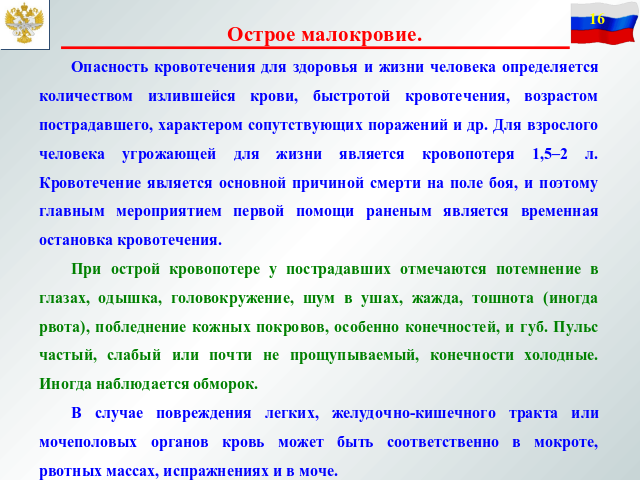 16
Острое малокровие.
Опасность кровотечения для здоровья и жизни человека определяется
количеством излившейся крови, быстротой кровотечения, возрастом
пострадавшего, характером сопутствующих поражений и др. Для взрослого
человека угрожающей для жизни является кровопотеря 1,5–2 л.
Кровотечение является основной причиной смерти на поле боя, и поэтому
главным мероприятием первой помощи раненым является временная
остановка кровотечения.
При острой кровопотере у пострадавших отмечаются потемнение в
глазах, одышка, головокружение, шум в ушах, жажда, тошнота (иногда
рвота), побледнение кожных покровов, особенно конечностей, и губ. Пульс
частый, слабый или почти не прощупываемый, конечности холодные.
Иногда наблюдается обморок.
В случае повреждения легких, желудочно-кишечного тракта или
мочеполовых органов кровь может быть соответственно в мокроте,
рвотных массах, испражнениях и в моче.